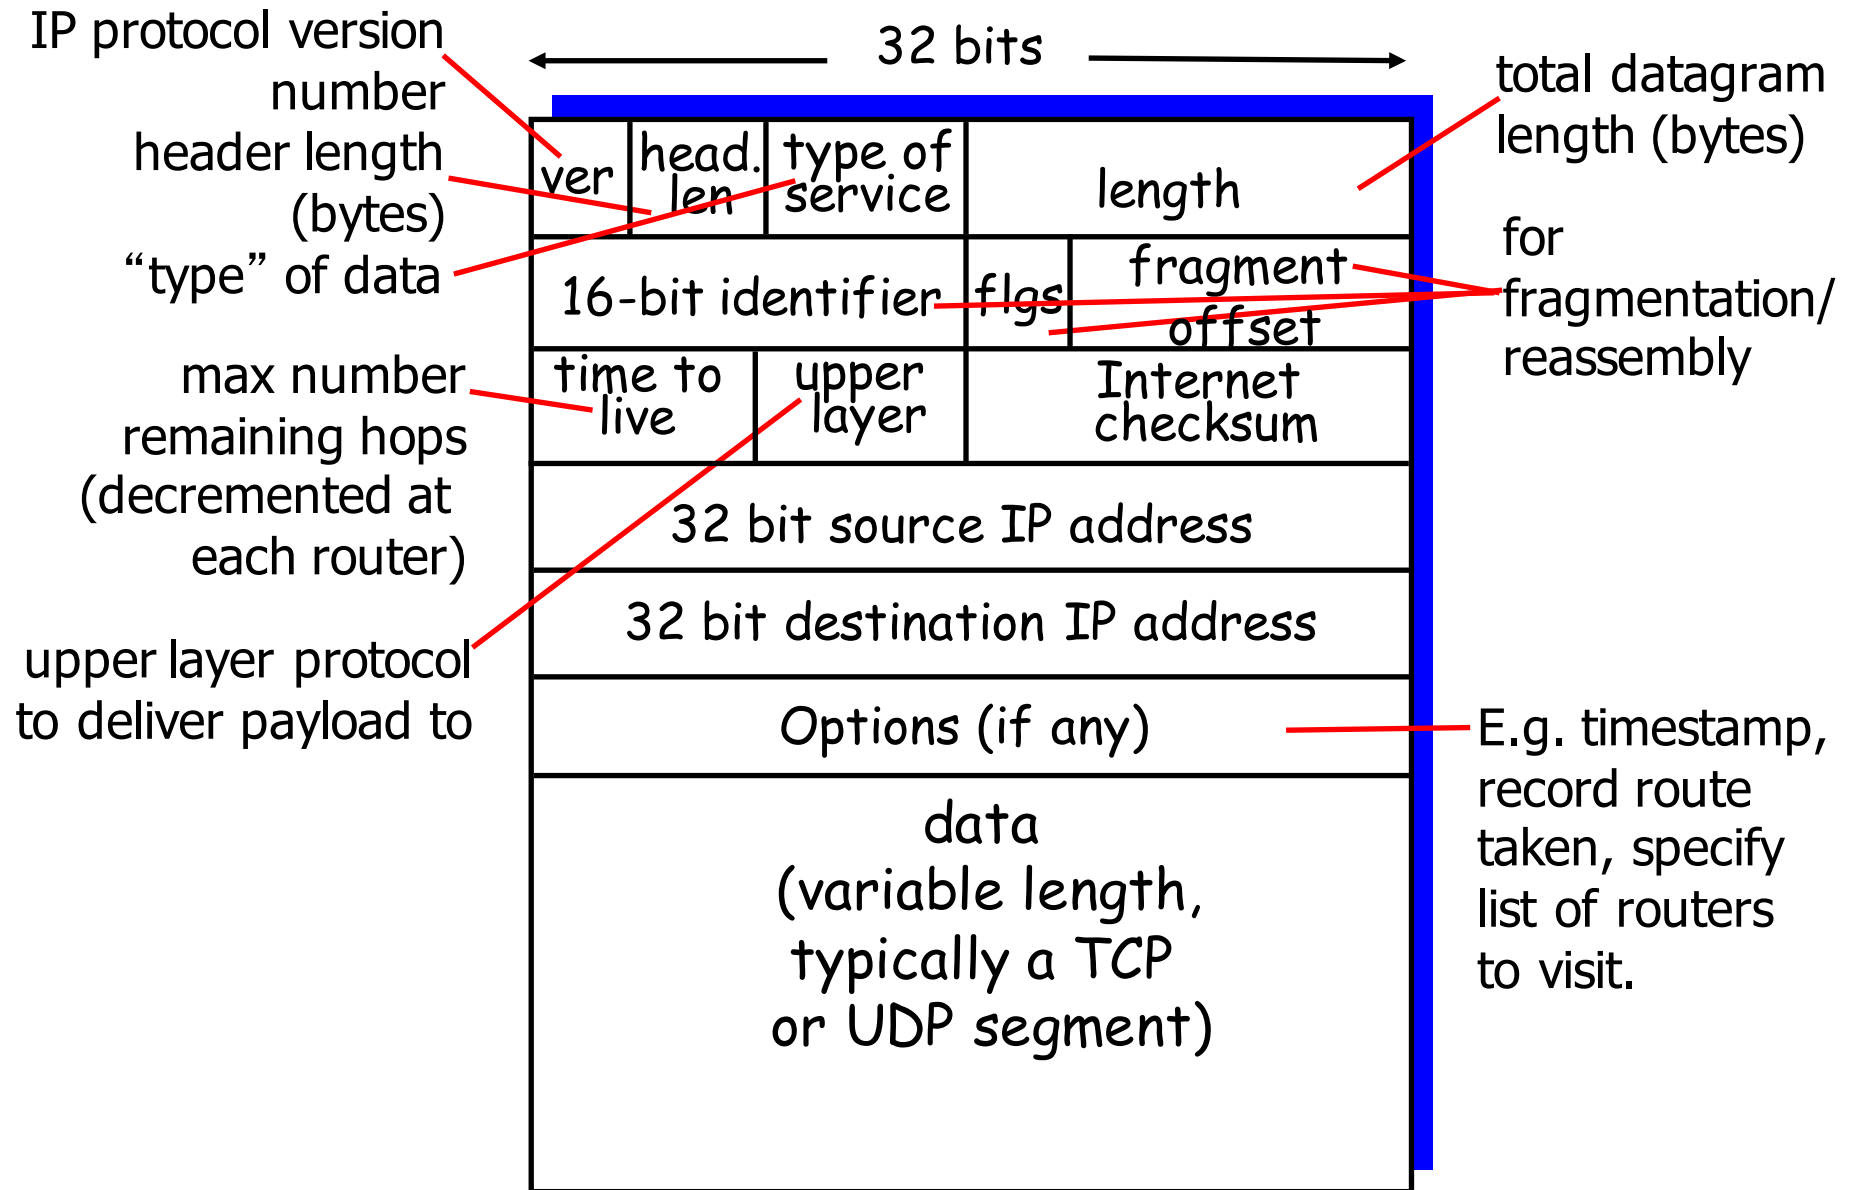 IP protocol version
number
header length
(bytes)
“type” of data
max number
remaining hops
(decremented at
each router)
upper layer protocol
to deliver payload to
32 bits
ver
head.
len
type of
service
length
16-bit identifier
flgs
fragment
offset
time to
live
upper
layer
Internet
checksum
32 bit source IP address
32 bit destination IP address
Options (if any)
data
(variable length,
typically a TCP
or UDP segment)
total datagram
length (bytes)
for
fragmentation/
reassembly
E.g. timestamp,
record route
taken, specify
list of routers
to visit.